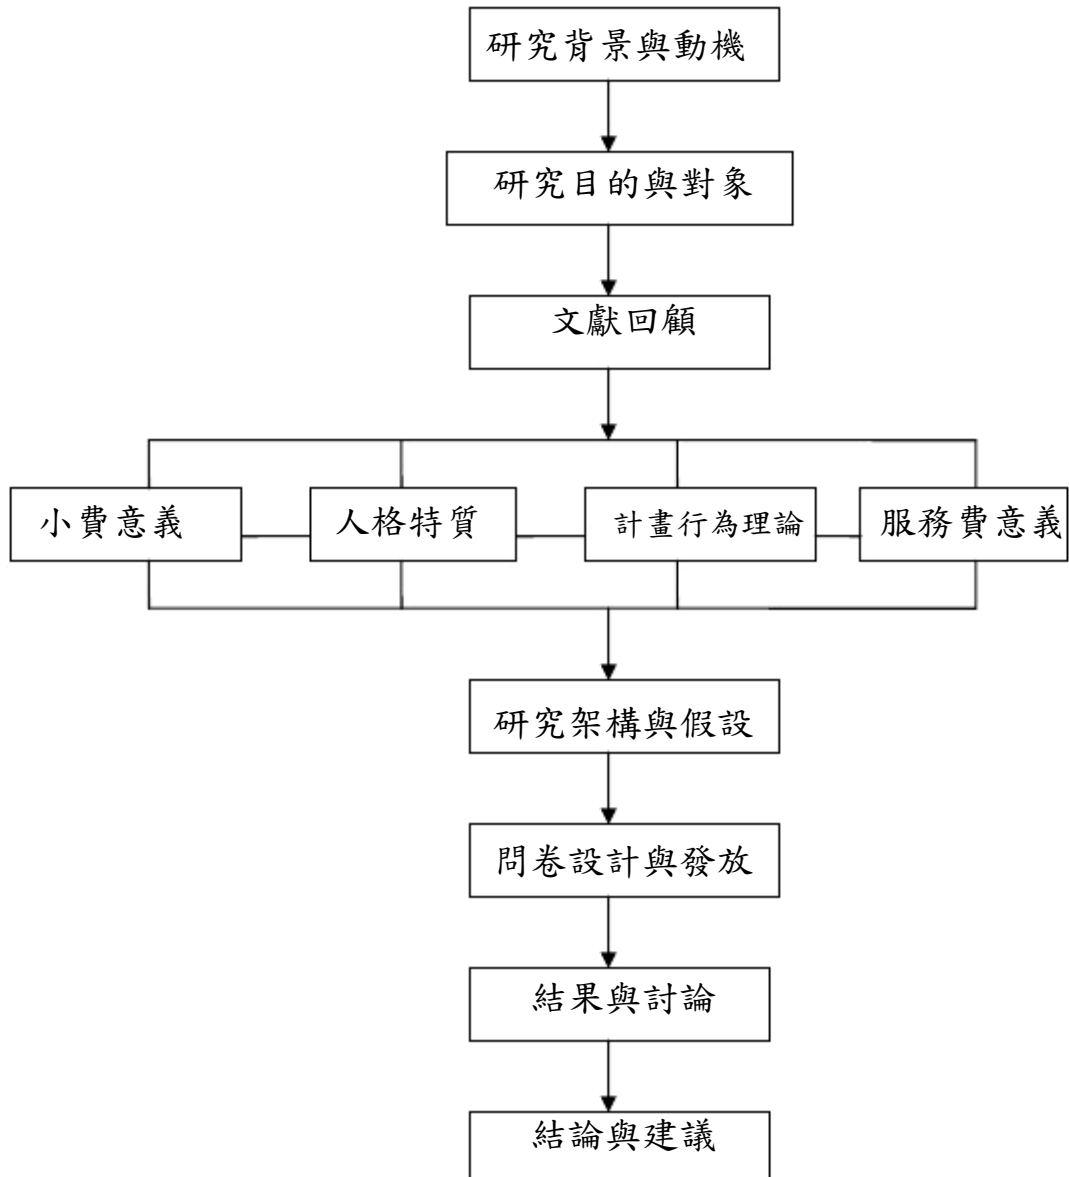 研究背景與動機
研究目的與對象
文獻回顧
小費意義
人格特質
計畫行為理論
服務費意義
研究架構與假設
問卷設計與發放
結果與討論
結論與建議